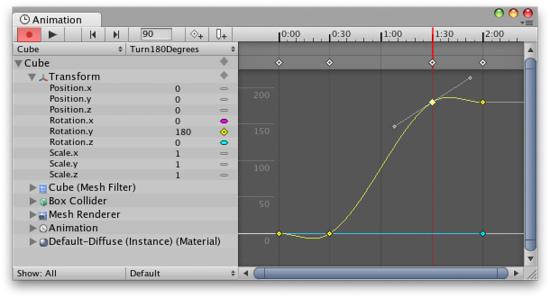 Animation
90
0:00 0:30 1:00 1:30 2:00
Cube Turn180Degrees
Cube
Transform
Position.x 0
Position.y 0
Position.z 0
Rotation.x 0
Rotation.y 180
Rotation.z 0
Scale.x 1
Scale.y 1
Scale.z 1
Cube (Mesh Filter)
Box Collider
Mesh Renderer
Animation
Default-Diffuse (Instance) (Material)
200
150
100
50
0
Show: All Default